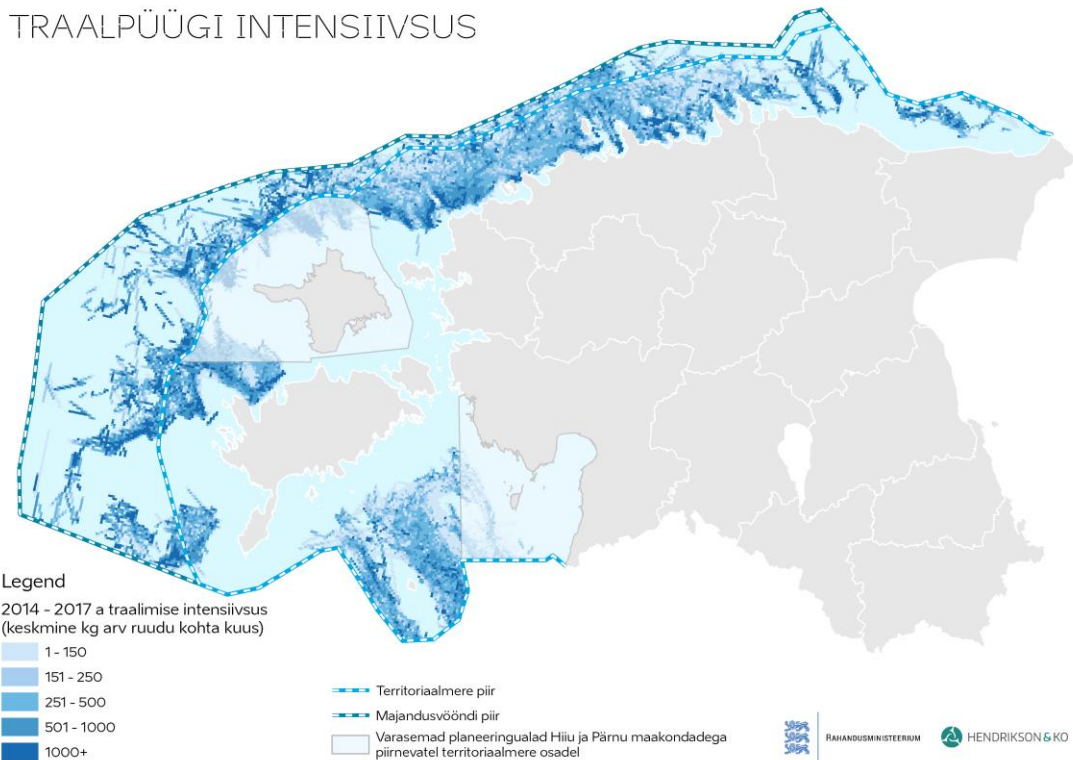 TRAALPÜÜGI INTENSIIVSUS
Legend
2014 - 2017 a traalimise intensiivsus
(keskmine kg arv ruudu kohta kuus)
1 - 150
151 - 250
251 - 500
501 - 1000
1000+
Territoriaalmere piir
Majandusvööndi piir
Varasemad planeeringualad Hiiu ja Pärnu maakondadega
piirnevatel territoriaalmere osadel
RAHANDUSMINISTEERIUM
HENDRIKSON & KO